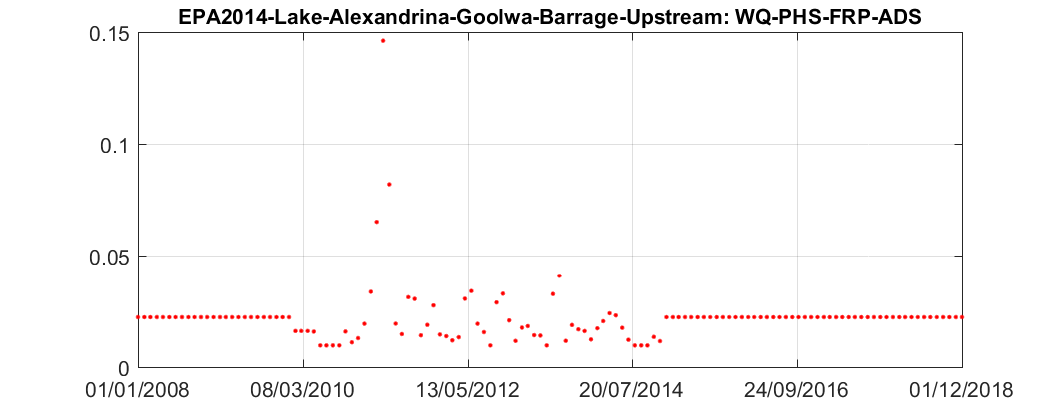 EPA2014-Lake-Alexandrina-Goolwa-Barrage-Upstream: WQ-PHS-FRP-ADS
0.15
0.1
0.05
0
01/01/2008 08/03/2010 13/05/2012 20/07/2014 24/09/2016 01/12/2018